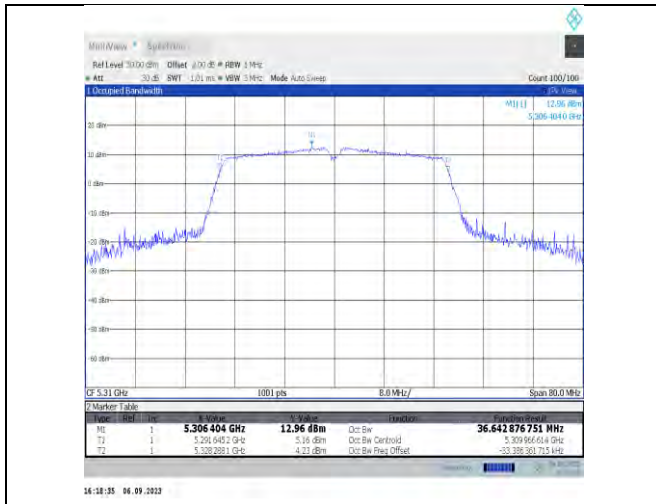 MultiView Spectrum
Ref Level 30.00 dBm Offset 2.00 dB RBW 1 MHz
Att 30 dB SWT 1.01 ms VBW 3 MHz Mode Auto Sweep Count 100/100
1 Occupied Bandwidth
M1[1] 12.96 dBm
5.306 4040 GHz
20 dBm
M1
10 dBm
0 dBm
-10 dBm
-20 dBm
-30 dBm
-40 dBm
-50 dBm
-60 dBm
CF 5.31 GHz 1001 pts 8.0 MHz/ Span 80.0 MHz
2 Marker Table
Type Ref Trc X-Value Y-Value Function Function Result
M1 1 5.306 404 GHz 12.96 dBm Occ Bw 36.642 876 751 MHz
T1 1 5.291 6452 GHz 5.16 dBm Occ Bw Centroid 5.309 966 614 GHz
T2 1 5.328 2881 GHz 4.23 dBm Occ Bw Freq Offset -33.386 361 715 kHz
16:18:35 06.09.2023